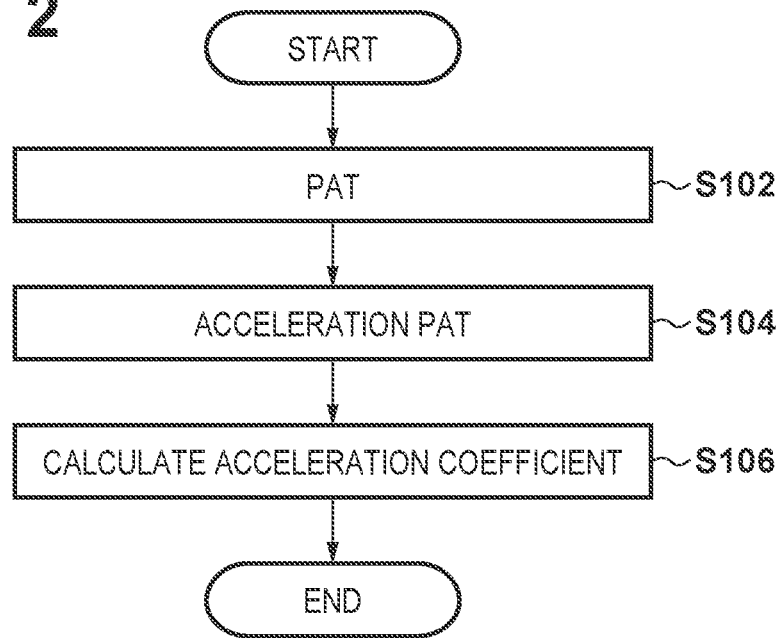 2
START
PAT
S102
ACCELERATION PAT
S104
CALCULATE ACCELERATION COEFFICIENT
S106
END